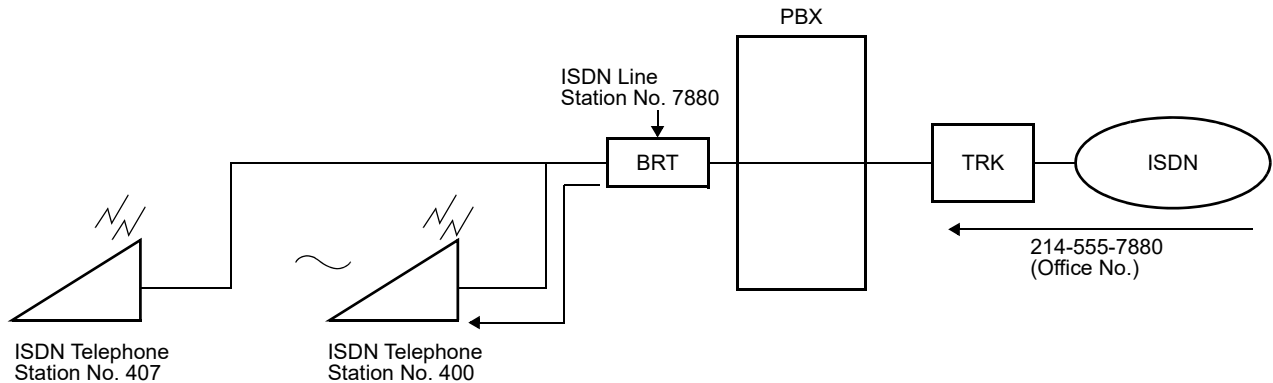 PBX
ISDN Line
Station No. 7880
BRT
TRK
ISDN
214-555-7880
(Office No.)
ISDN Telephone
Station No. 407
ISDN Telephone
Station No. 400